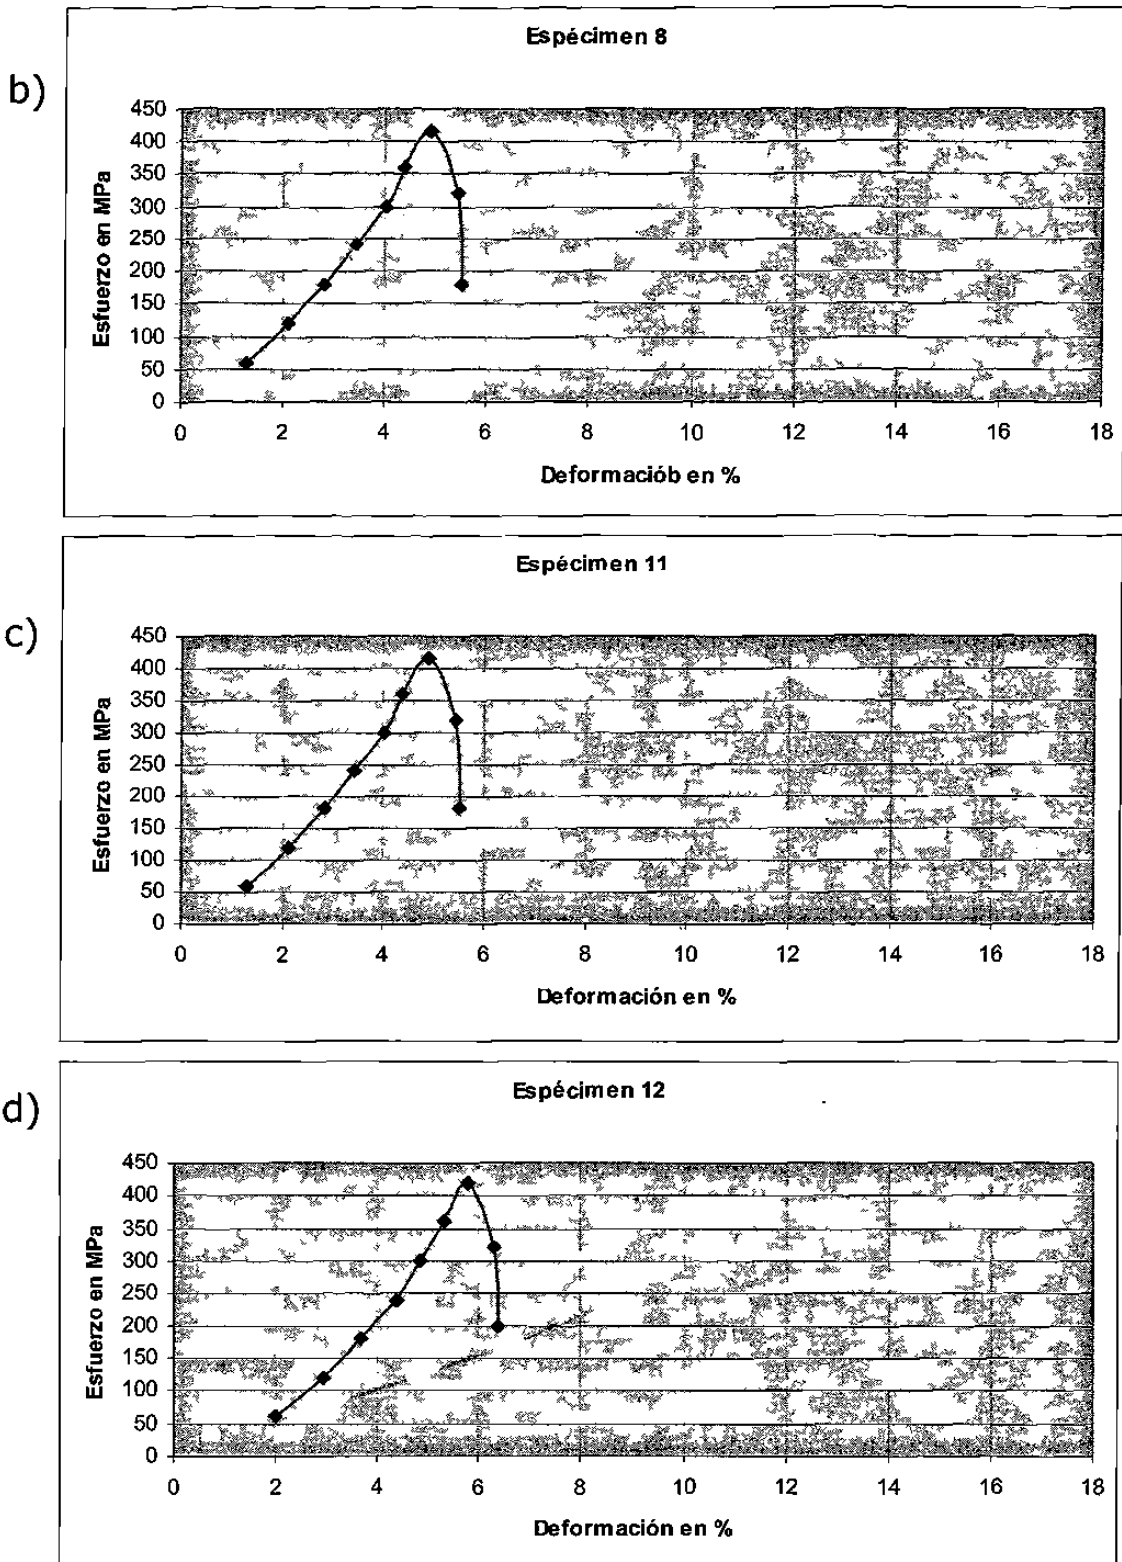 b)
Espécimen 8
Esfuerzo en MPa
450
400
350
300
250
200
150
100
50
0
0 2 4 6 8 10 12 14 16 18
Deformaciób en %
c)
Espécimen 11
Esfuerzo en MPa
450
400
350
300
250
200
150
100
50
0
0 2 4 6 8 10 12 14 16 18
Deformación en %
d)
Espécimen 12
Esfuerzo en MPa
450
400
350
300
250
200
150
100
50
0
0 2 4 6 8 10 12 14 16 18
Deformación en %